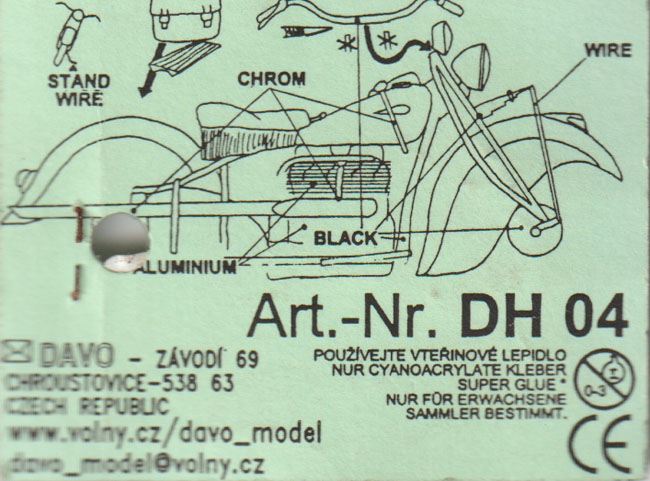 STAND
WIRE
CHROM
WIRE
BLACK
ALUMINIUM
Art.-Nr. DH 04
DAVO - ZÁVODÍ 69
CHROUSTOVICE-538 63
CZECH REPUBLIC
www.volny.cz/davo_model
davo_model@volny.cz
POUŽÍVEJTE VTEŘINOVÉ LEPIDLO
NUR CYANOACRYLATE KLEBER
SUPER GLUE *
NUR FÜR ERWACHSENE
SAMMLER BESTIMMT.
0-3
CE